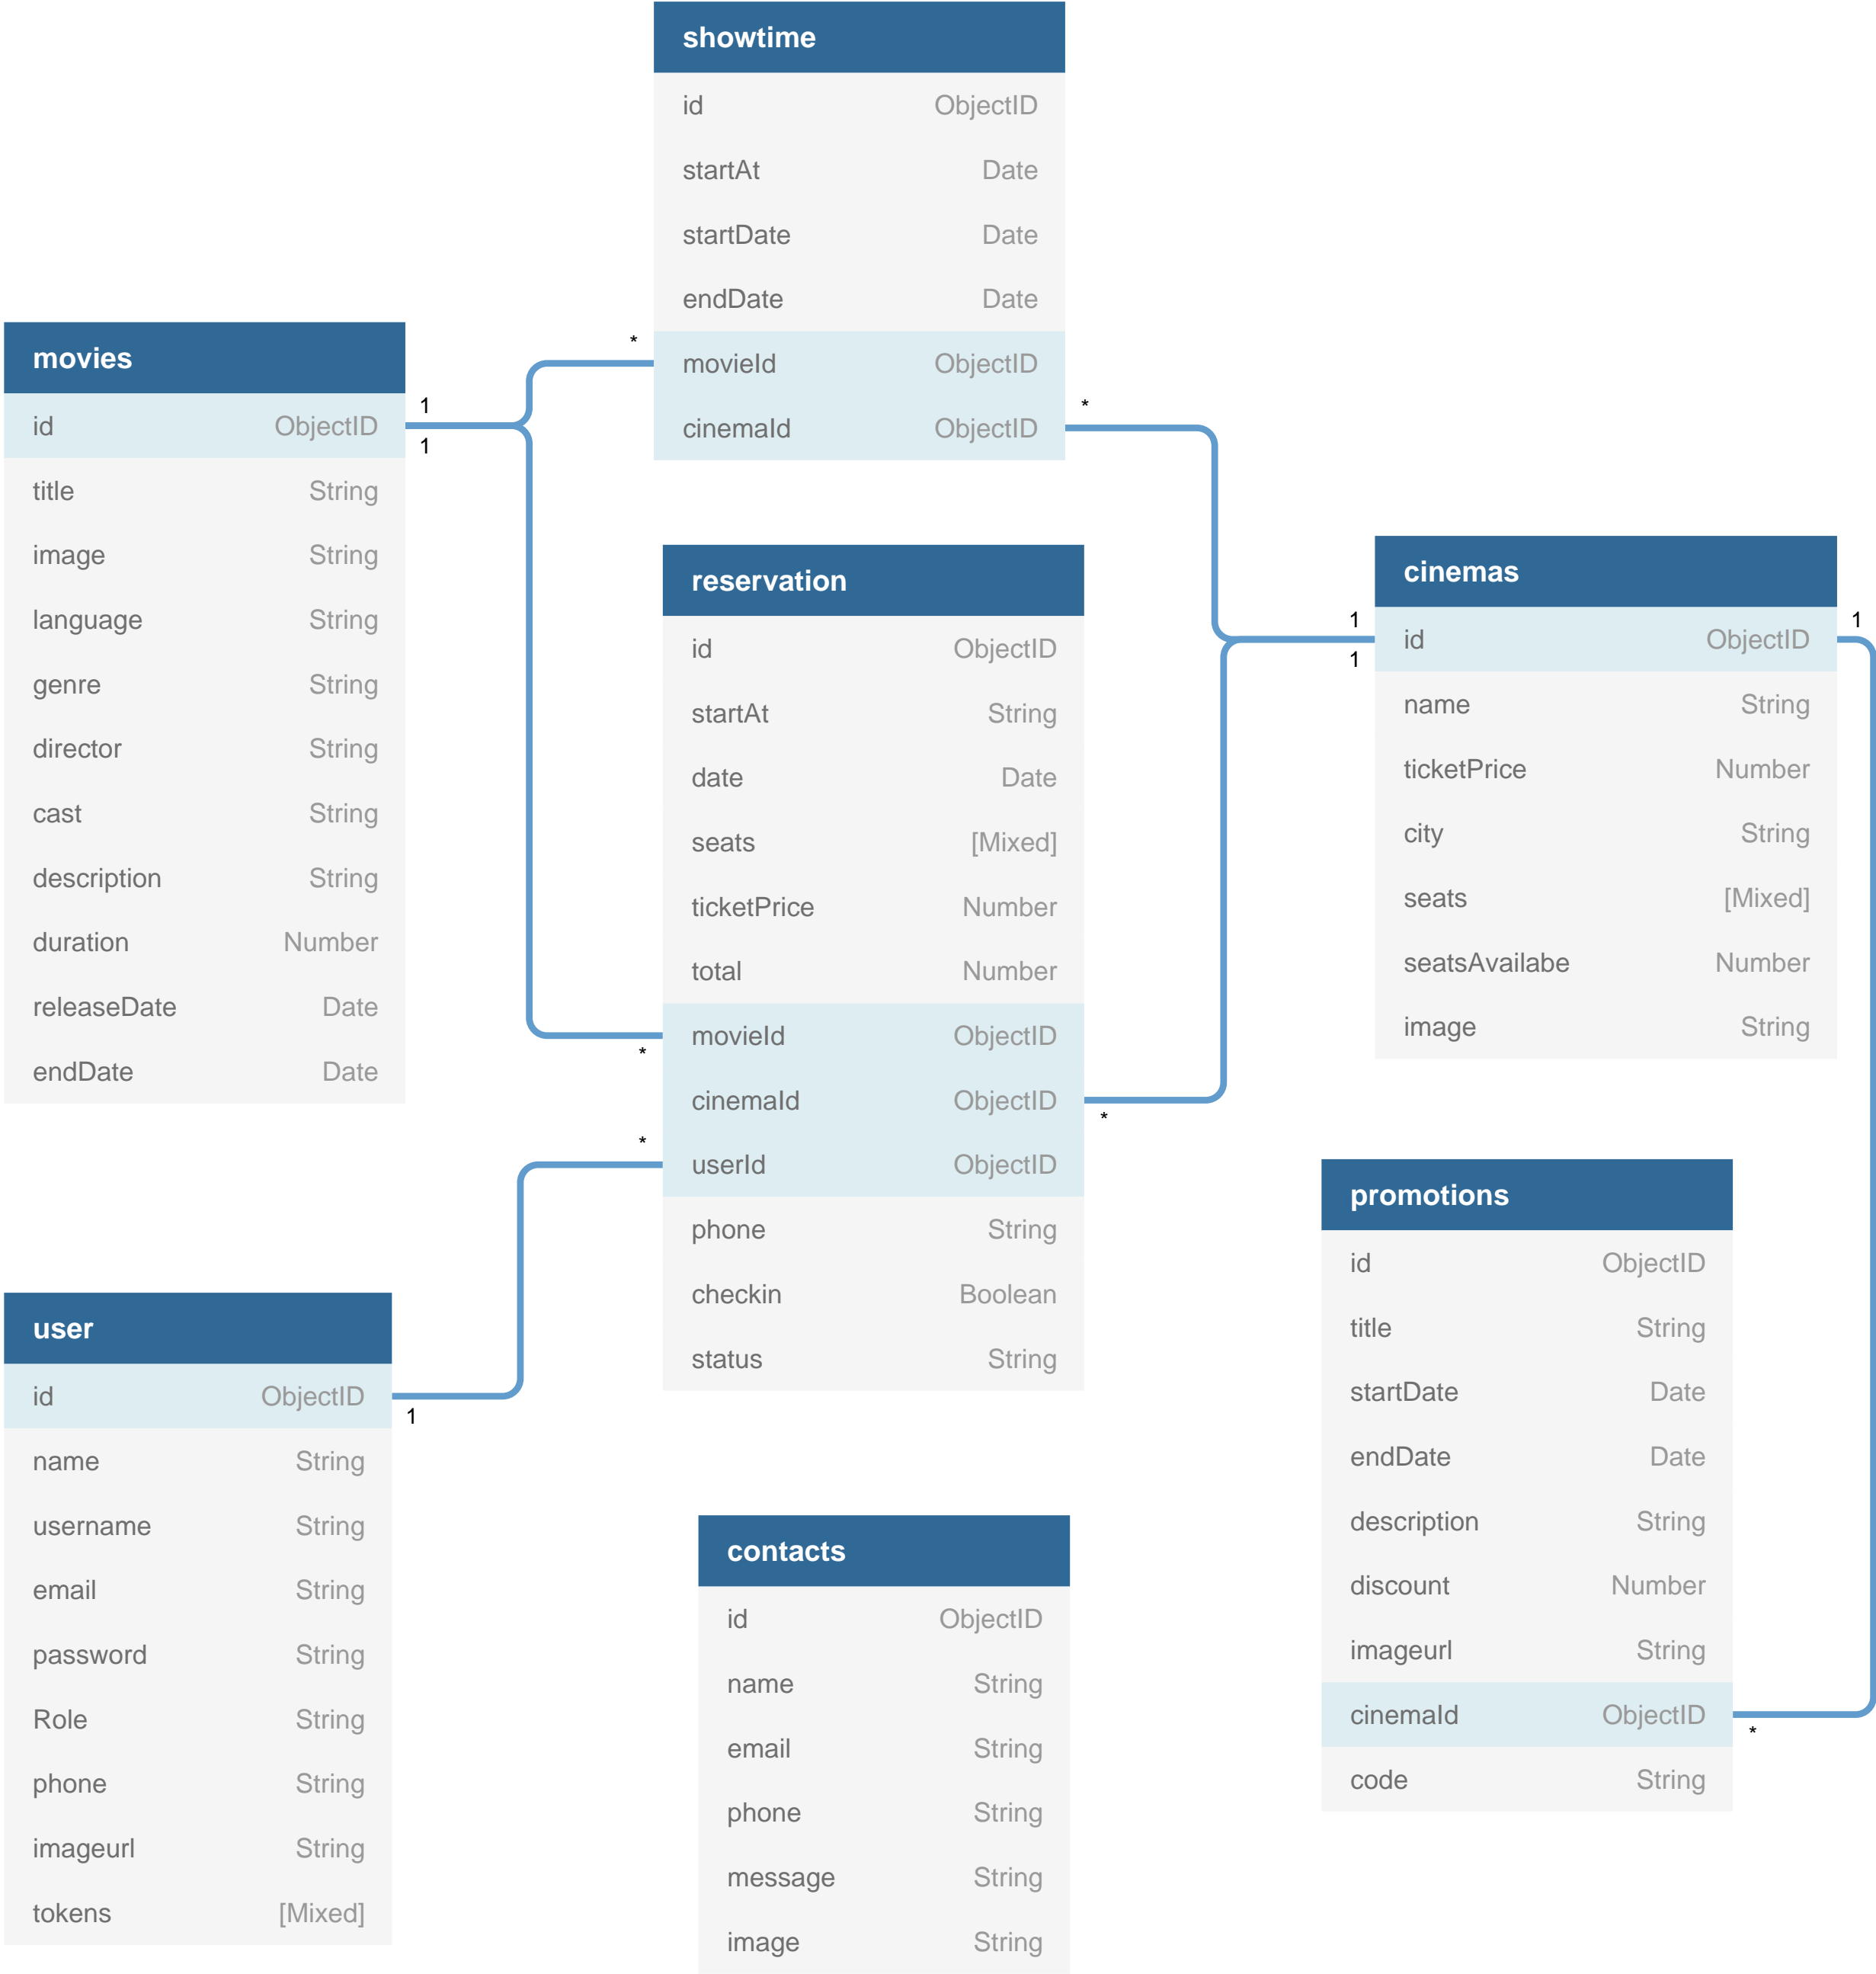 showtime
id ObjectID
startAt Date
startDate Date
endDate Date
* movieId ObjectID
cinemaId ObjectID *
movies
id ObjectID 1
1
title String
image String
language String
genre String
director String
cast String
description String
duration Number
releaseDate Date
endDate Date
reservation
id ObjectID
startAt String
date Date
seats [Mixed]
ticketPrice Number
total Number
movieId ObjectID
*
cinemaId ObjectID
*
* userId ObjectID
phone String
checkin Boolean
status String
cinemas
1 id ObjectID 1
1
name String
ticketPrice Number
city String
seats [Mixed]
seatsAvailabe Number
image String
promotions
id ObjectID
title String
startDate Date
endDate Date
description String
discount Number
imageurl String
cinemaId ObjectID
*
code String
user
id ObjectID
1
name String
username String
email String
password String
Role String
phone String
imageurl String
tokens [Mixed]
contacts
id ObjectID
name String
email String
phone String
message String
image String